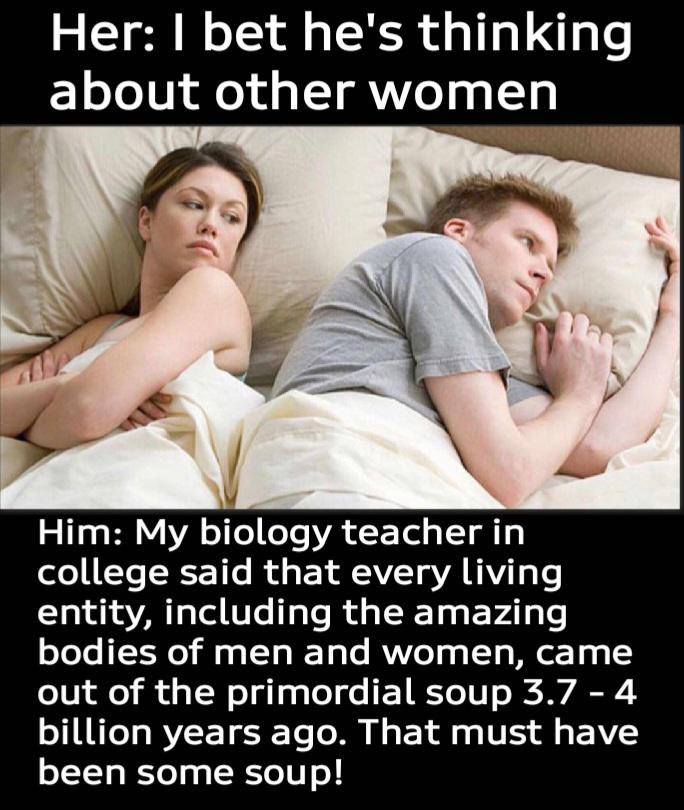 Her: I bet he's thinking
about other women
Him: My biology teacher in
college said that every living
entity, including the amazing
bodies of men and women, came
out of the primordial soup 3.7 - 4
billion years ago. That must have
been some soup!